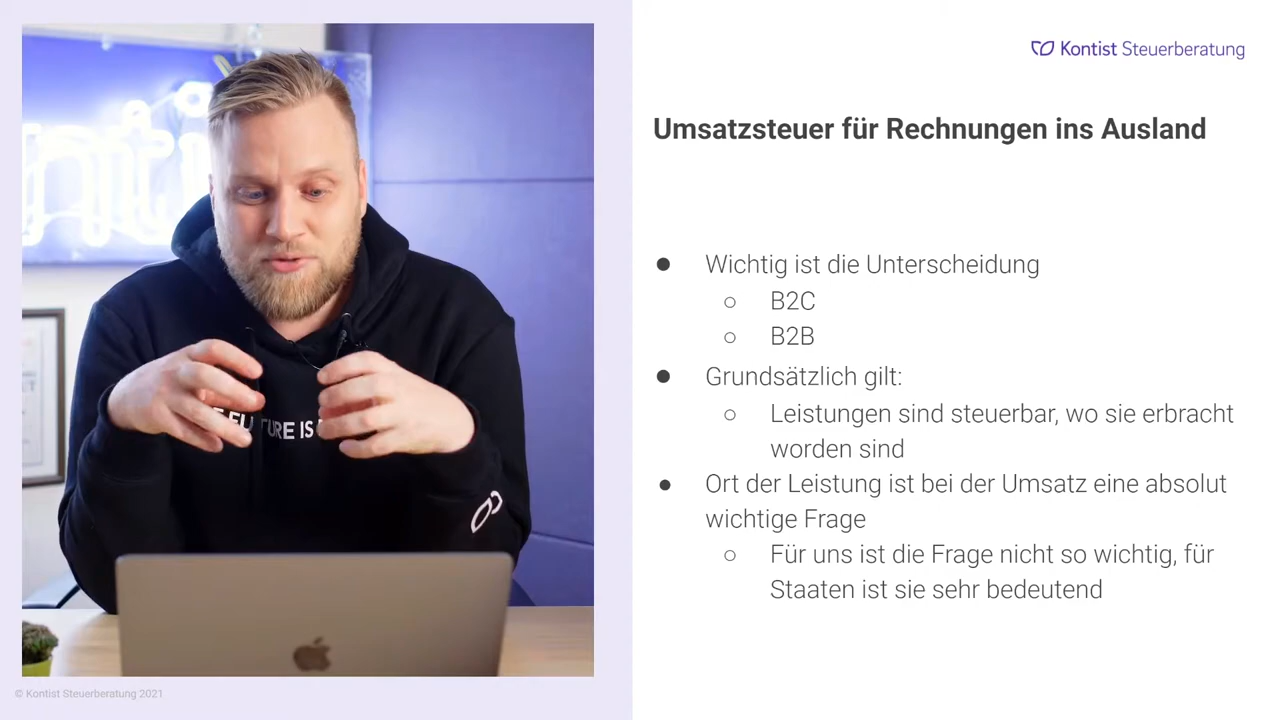 Kontist Steuerberatung
Umsatzsteuer für Rechnungen ins Ausland
● Wichtig ist die Unterscheidung
○ B2C
○ B2B
● Grundsätzlich gilt:
○ Leistungen sind steuerbar, wo sie erbracht
worden sind
● Ort der Leistung ist bei der Umsatz eine absolut
wichtige Frage
○ Für uns ist die Frage nicht so wichtig, für
Staaten ist sie sehr bedeutend
TURE IS
© Kontist Steuerberatung 2021